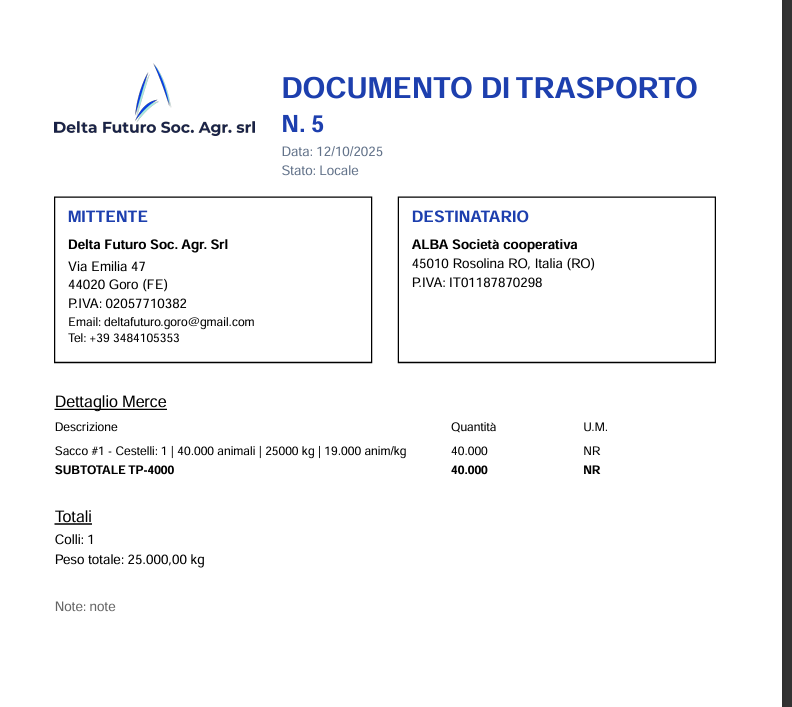 Delta Futuro Soc. Agr. srl
DOCUMENTO DI TRASPORTO
N. 5
Data: 12/10/2025
Stato: Locale
MITTENTE
Delta Futuro Soc. Agr. Srl
Via Emilia 47
44020 Goro (FE)
P.IVA: 02057710382
Email: deltafuturo.goro@gmail.com
Tel: +39 3484105353
DESTINATARIO
ALBA Società cooperativa
45010 Rosolina RO, Italia (RO)
P.IVA: IT01187870298
Dettaglio Merce
Descrizione Quantità U.M.
Sacco #1 - Cestelli: 1 | 40.000 animali | 25000 kg | 19.000 anim/kg 40.000 NR
SUBTOTALE TP-4000 40.000 NR
Totali
Colli: 1
Peso totale: 25.000,00 kg
Note: note